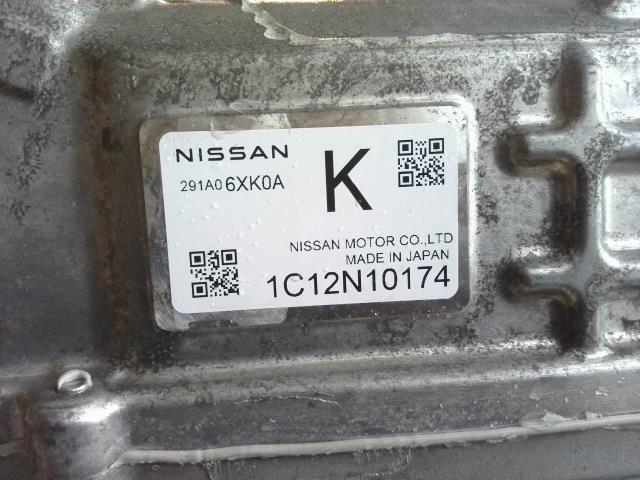 NISSAN
291A0 6XK0A
K
NISSAN MOTOR CO.,LTD
MADE IN JAPAN
1C12N10174